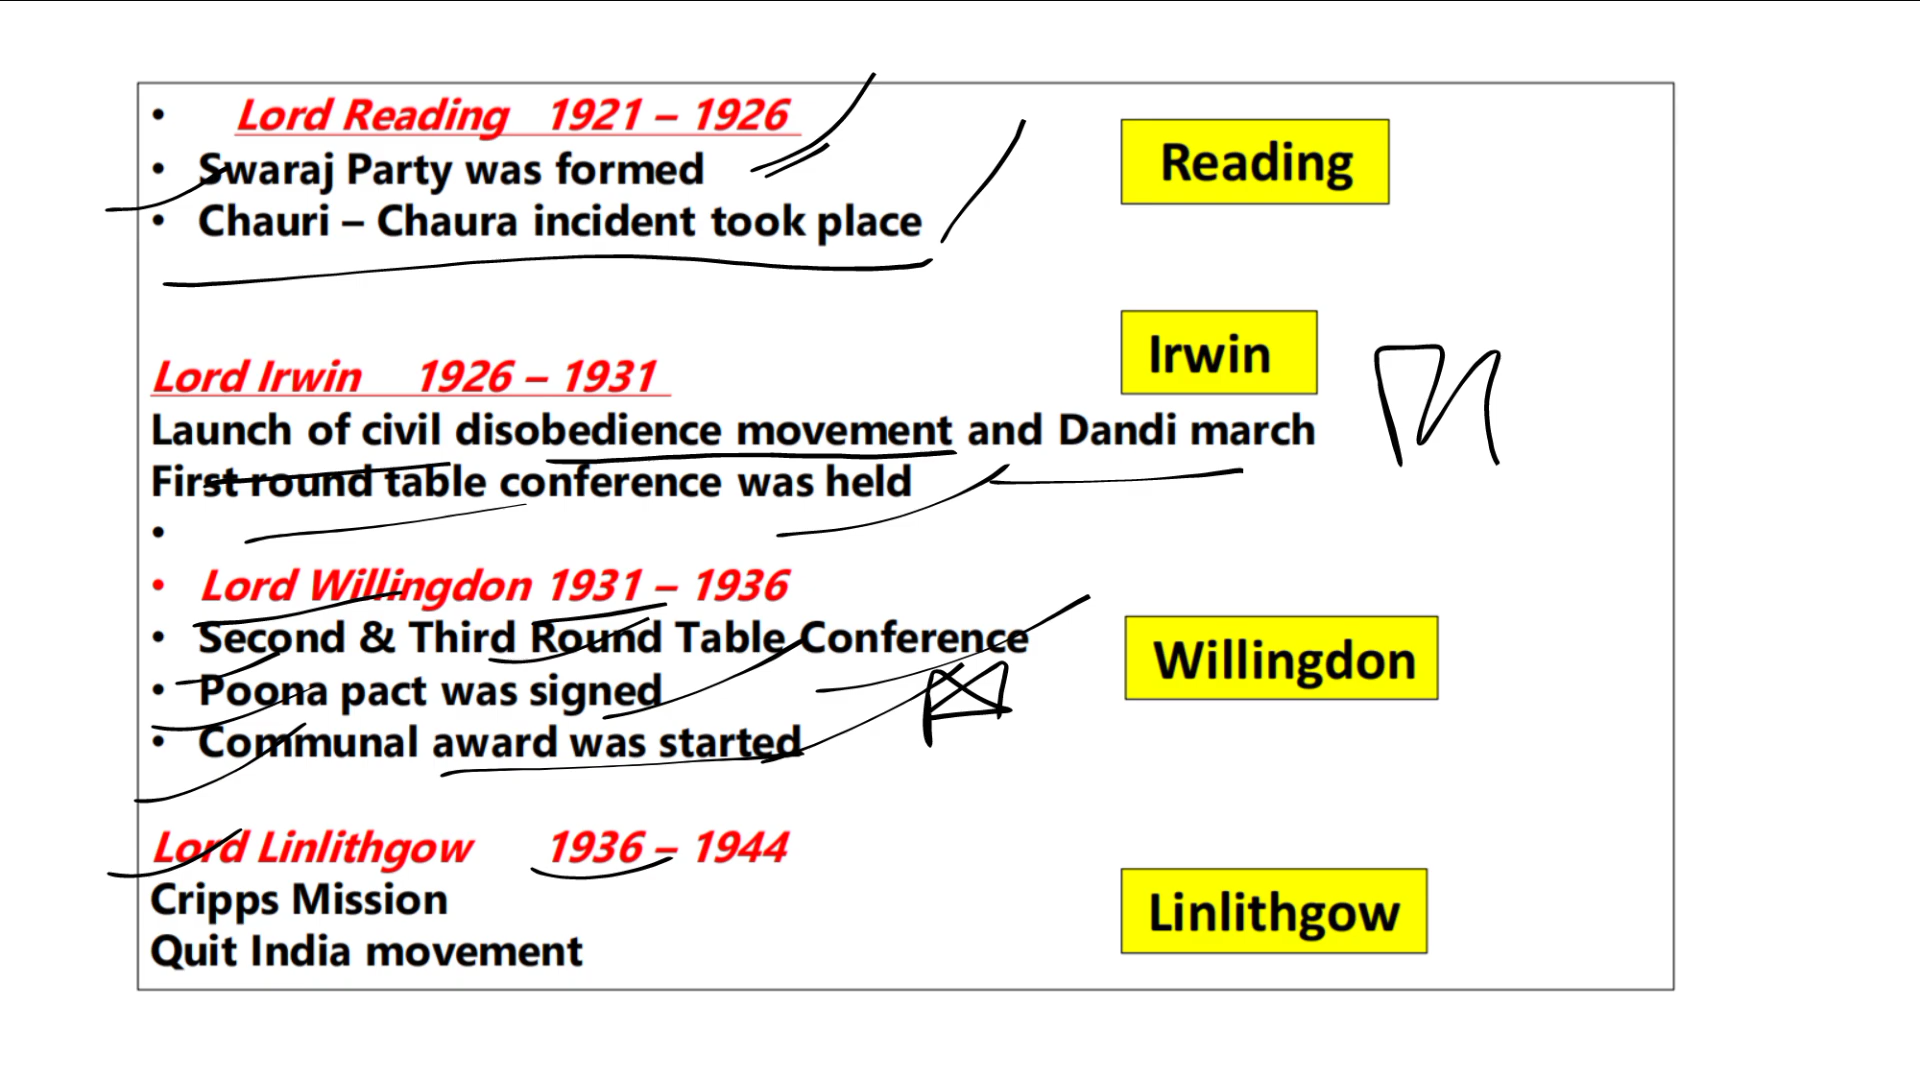 • Lord Reading 1921 – 1926
• Swaraj Party was formed
• Chauri – Chaura incident took place
Reading
Irwin
Lord Irwin 1926 – 1931
Launch of civil disobedience movement and Dandi march
First round table conference was held
•
• Lord Willingdon 1931 – 1936
• Second & Third Round Table Conference
• Poona pact was signed
• Communal award was started
Willingdon
Lord Linlithgow 1936 – 1944
Cripps Mission
Quit India movement
Linlithgow